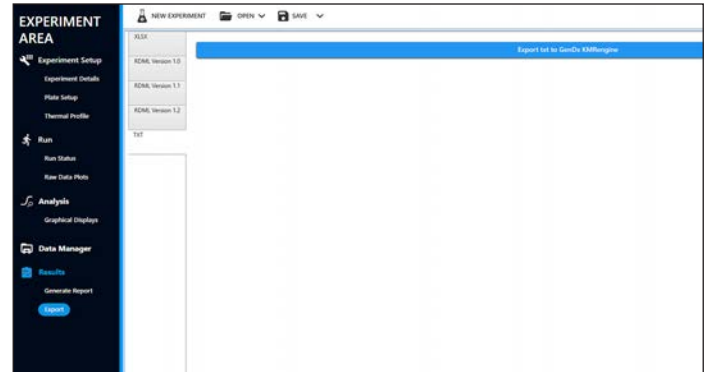 EXPERIMENT
AREA
Experiment Setup
Experiment Details
Plate Setup
Thermal Profile
Run
Run Status
Raw Data Plots
Analysis
Graphical Displays
Data Manager
Results
Generate Report
Export
NEW EXPERIMENT OPEN SAVE
XLSX
RDML Version 1.0
RDML Version 1.1
RDML Version 1.2
TXT
Export txt to GenDx KMRengine